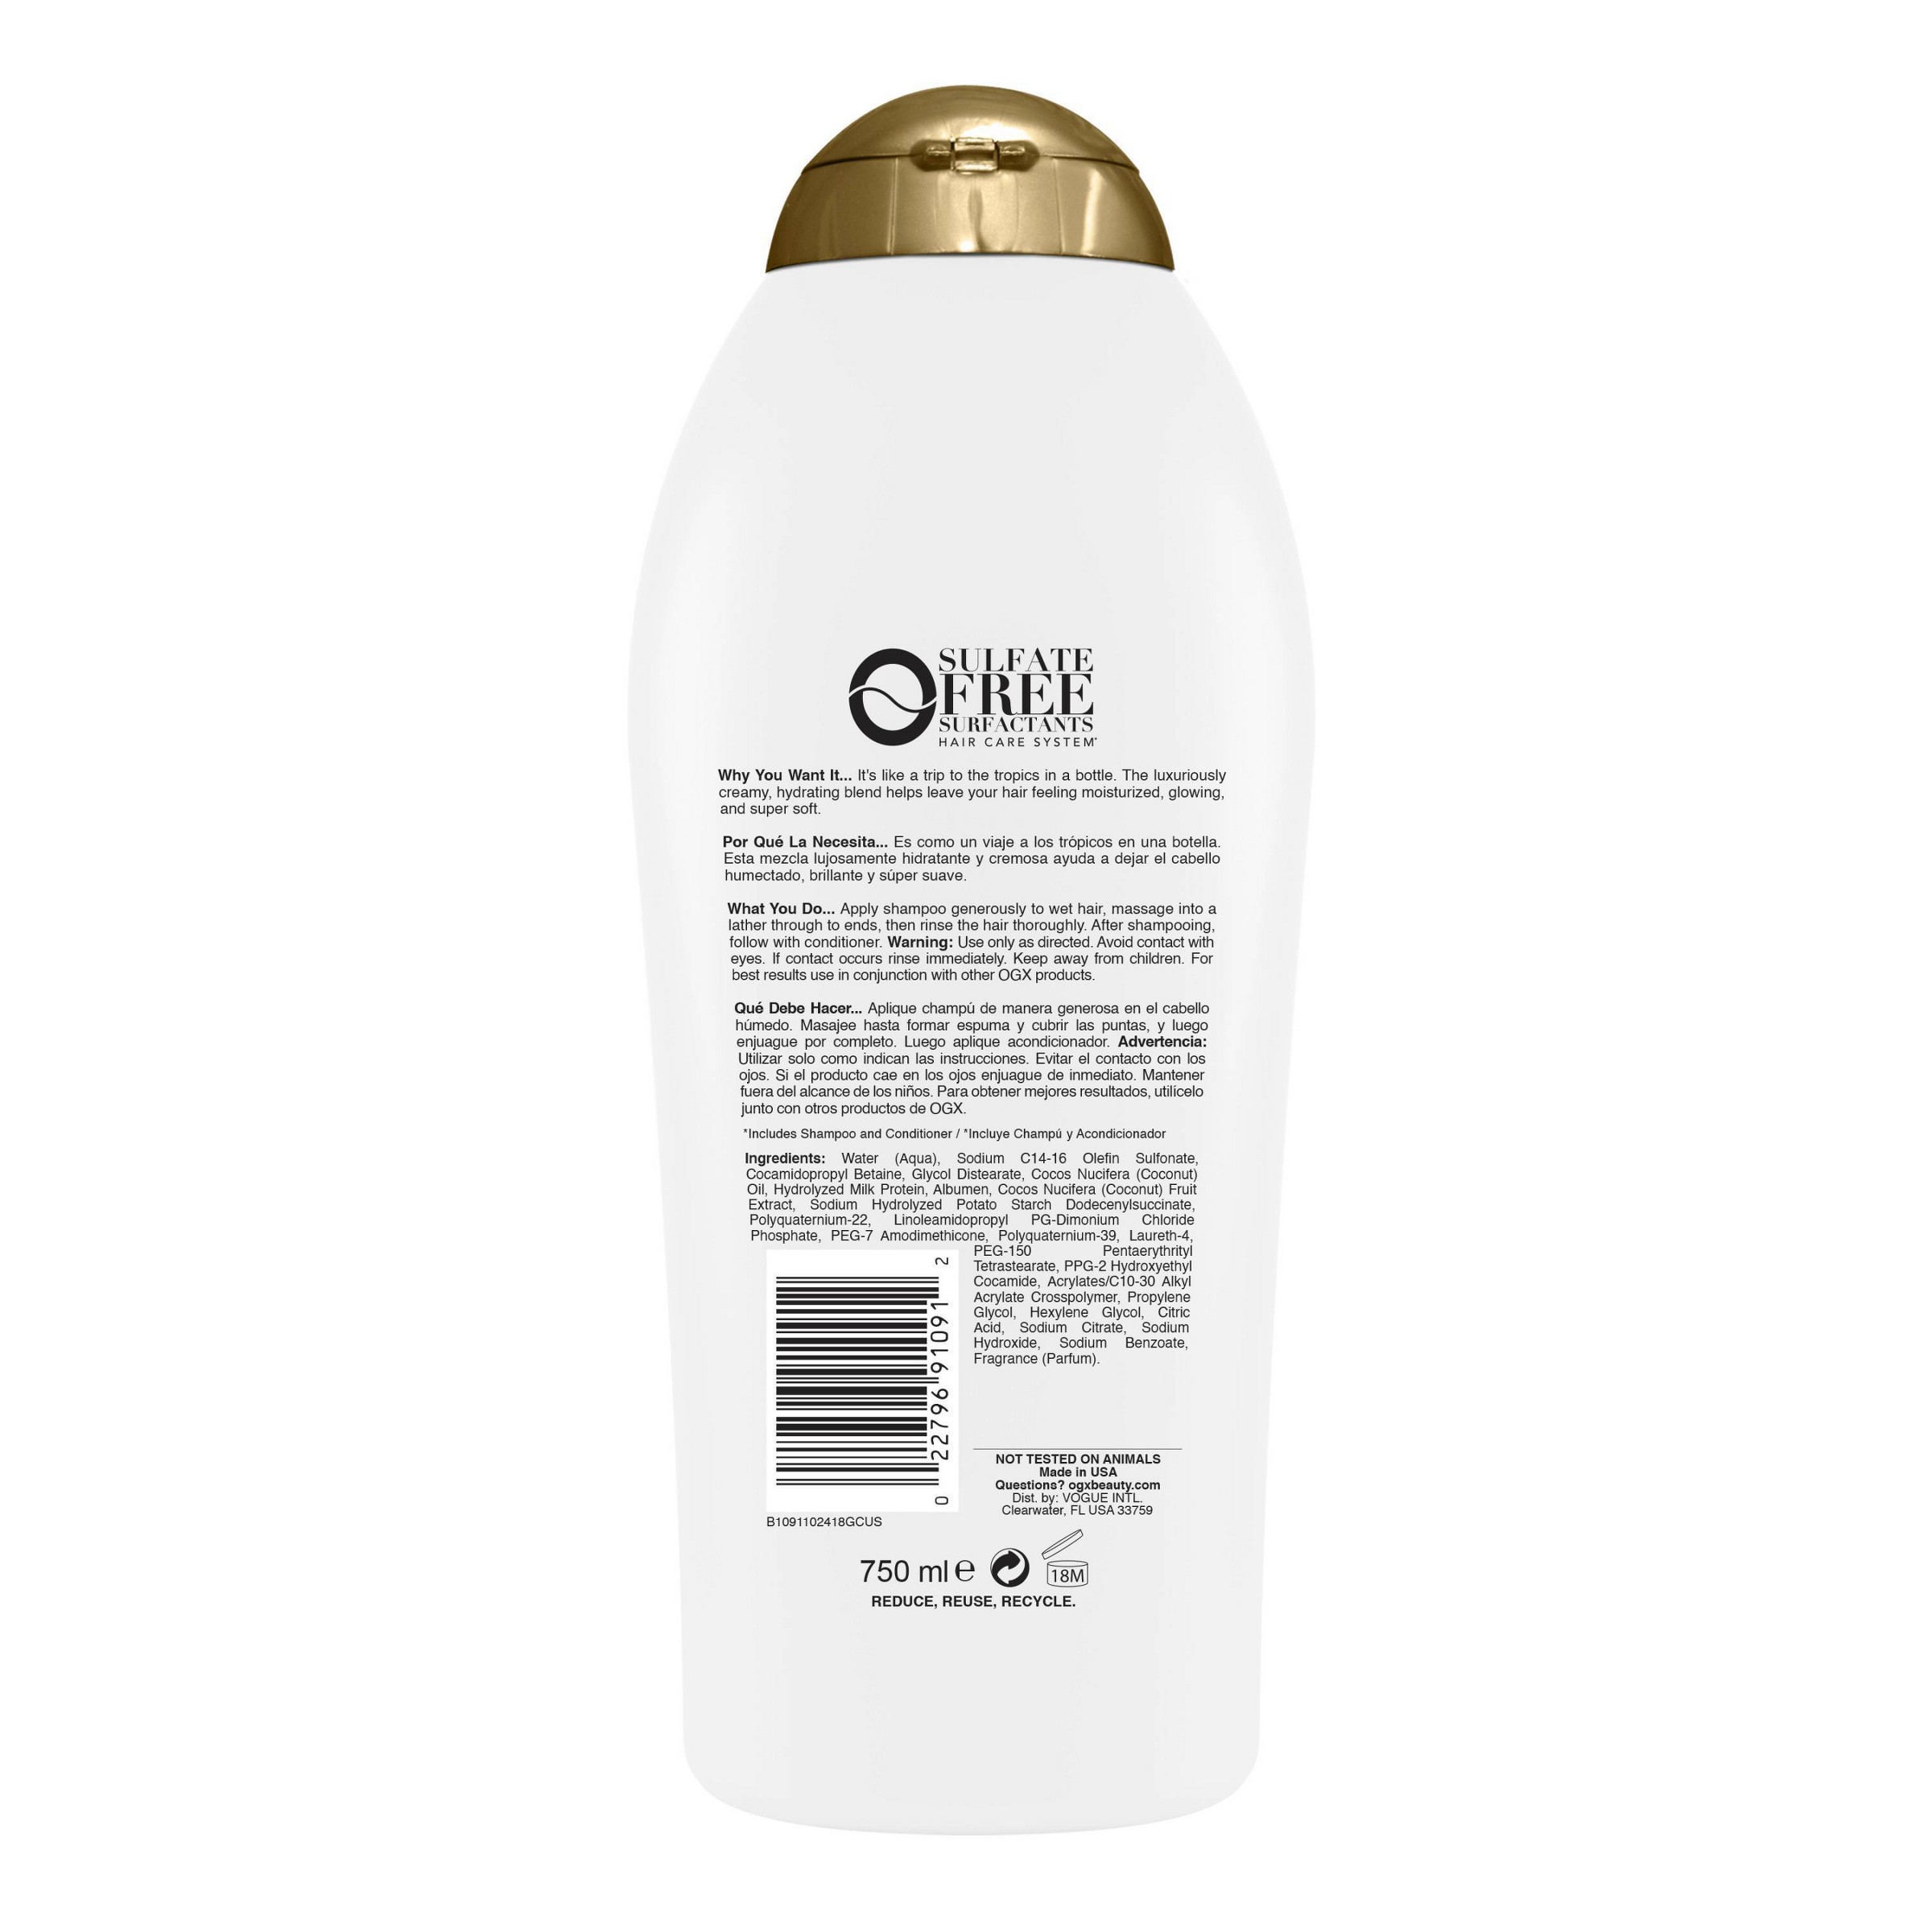 SULFATE
FREE
SURFACTANTS
HAIR CARE SYSTEM*
Why You Want It... It's like a trip to the tropics in a bottle. The luxuriously
creamy, hydrating blend helps leave your hair feeling moisturized, glowing,
and super soft.
Por Qué La Necesita... Es como un viaje a los trópicos en una botella.
Esta mezcla lujosamente hidratante y cremosa ayuda a dejar el cabello
humectado, brillante y súper suave.
What You Do... Apply shampoo generously to wet hair, massage into a
lather through to ends, then rinse the hair thoroughly. After shampooing,
follow with conditioner. Warning: Use only as directed. Avoid contact with
eyes. If contact occurs rinse immediately. Keep away from children. For
best results use in conjunction with other OGX products.
Qué Debe Hacer... Aplique champú de manera generosa en el cabello
húmedo. Masajee hasta formar espuma y cubrir las puntas, y luego
enjuague por completo. Luego aplique acondicionador. Advertencia:
Utilizar solo como indican las instrucciones. Evitar el contacto con los
ojos. Si el producto cae en los ojos enjuague de inmediato. Mantener
fuera del alcance de los niños. Para obtener mejores resultados, utilícelo
junto con otros productos de OGX.
*Includes Shampoo and Conditioner / *Incluye Champú y Acondicionador
Ingredients: Water (Aqua), Sodium C14-16 Olefin Sulfonate,
Cocamidopropyl Betaine, Glycol Distearate, Cocos Nucifera (Coconut)
Oil, Hydrolyzed Milk Protein, Albumen, Cocos Nucifera (Coconut) Fruit
Extract, Sodium Hydrolyzed Potato Starch Dodecenylsuccinate,
Polyquaternium-22, Linoleamidopropyl PG-Dimonium Chloride
Phosphate, PEG-7 Amodimethicone, Polyquaternium-39, Laureth-4,
PEG-150 Pentaerythrityl
Tetrastearate, PPG-2 Hydroxyethyl
Cocamide, Acrylates/C10-30 Alkyl
Acrylate Crosspolymer, Propylene
Glycol, Hexylene Glycol, Citric
Acid, Sodium Citrate, Sodium
Hydroxide, Sodium Benzoate,
Fragrance (Parfum).
0 22796 91091 2
B1091102418GCUS
NOT TESTED ON ANIMALS
Made in USA
Questions? ogxbeauty.com
Dist. by: VOGUE INTL.
Clearwater, FL USA 33759
750 ml ℮
18M
REDUCE, REUSE, RECYCLE.